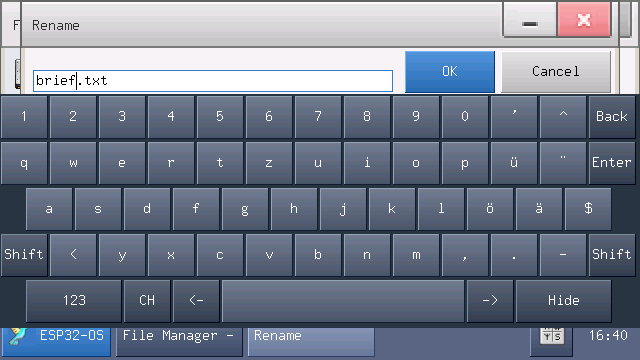 F Rename
brief.txt OK Cancel
1 2 3 4 5 6 7 8 9 0 ' ^ Back
q w e r t z u i o p ü ¨ Enter
a s d f g h j k l ö ä $
Shift < y x c v b n m , . - Shift
123 CH <- -> Hide
ESP32-OS File Manager - Rename 16:40